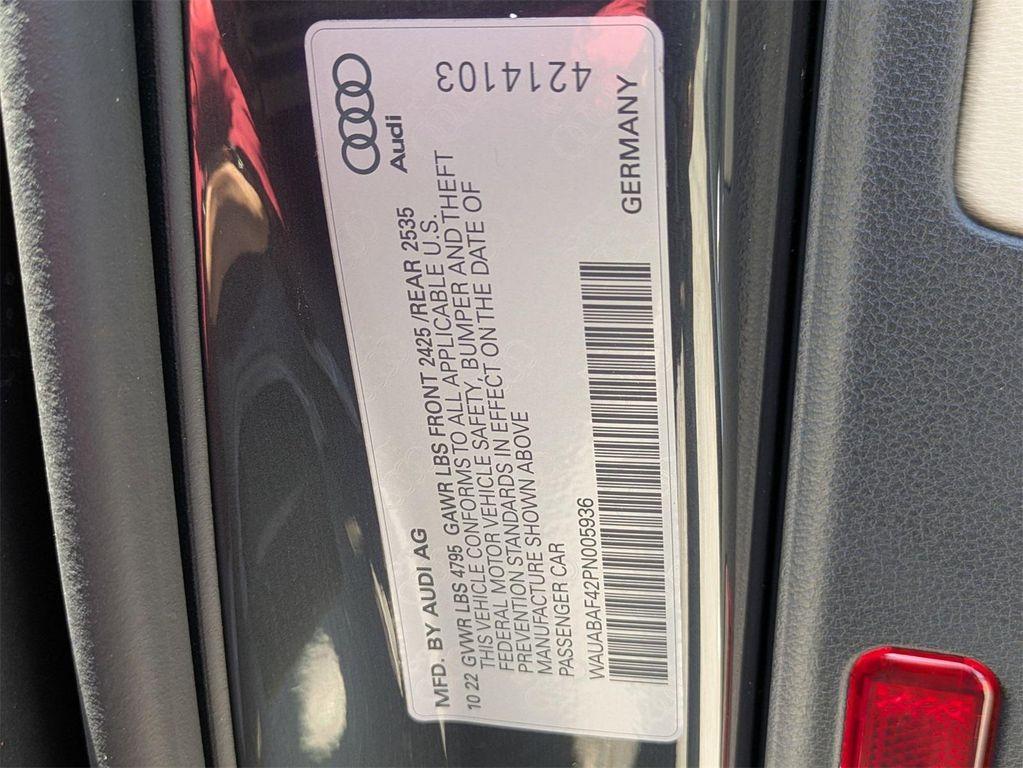 MFD. BY AUDI AG
Audi
10 22 GVWR LBS 4795 GAWR LBS FRONT 2425 /REAR 2535
THIS VEHICLE CONFORMS TO ALL APPLICABLE U.S.
FEDERAL MOTOR VEHICLE SAFETY, BUMPER AND THEFT
PREVENTION STANDARDS IN EFFECT ON THE DATE OF
MANUFACTURE SHOWN ABOVE
PASSENGER CAR
WAUABAF42PN005936
GERMANY
4214103